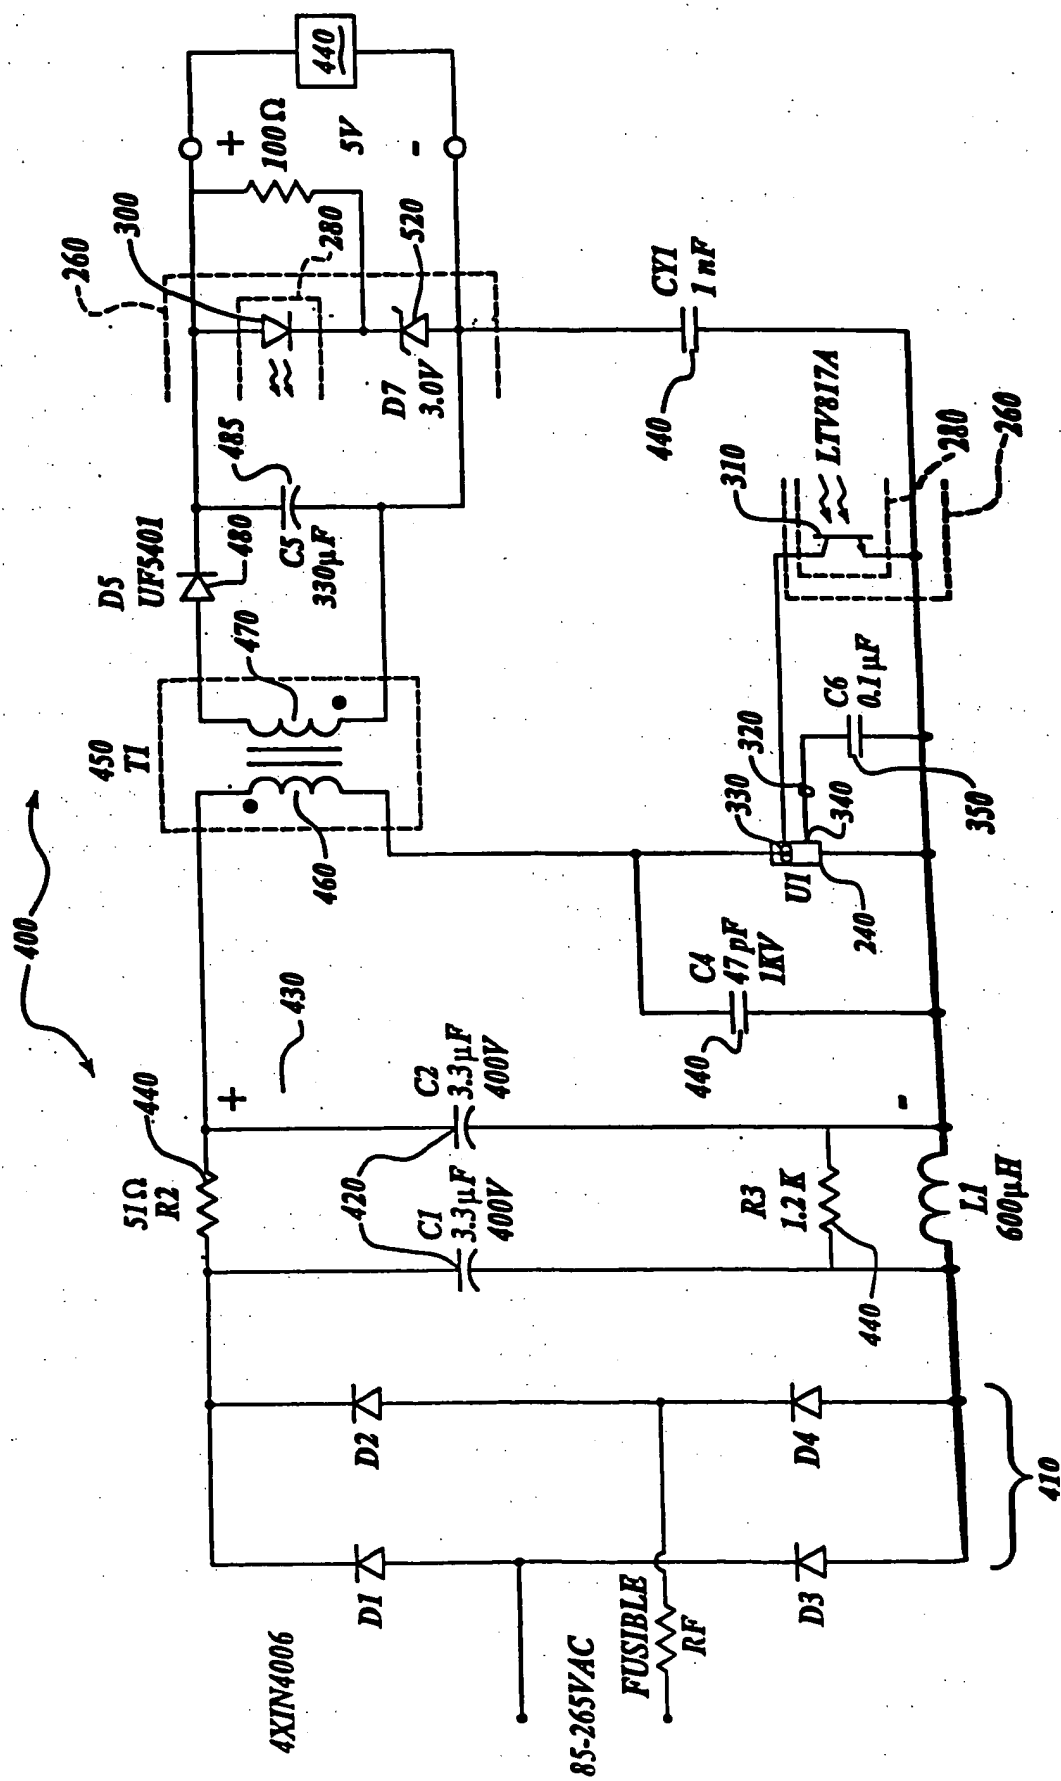 400
4XIN4006
85-265VAC
FUSIBLE
RF
D1
D2
D3
D4
410
51Ω
R2
440
C1
3.3µF
400V
420
C2
3.3µF
400V
R3
1.2 K
440
L1
600µH
+
430
-
C4
47 pF
1KV
440
450
T1
460
470
U1
240
330
320
340
350
C6
0.1µF
D5
UF5401
480
C5
330µF
485
310
LTV817A
280
260
260
300
280
D7
3.0V
520
CY1
1 nF
440
100Ω
+
5V
-
440